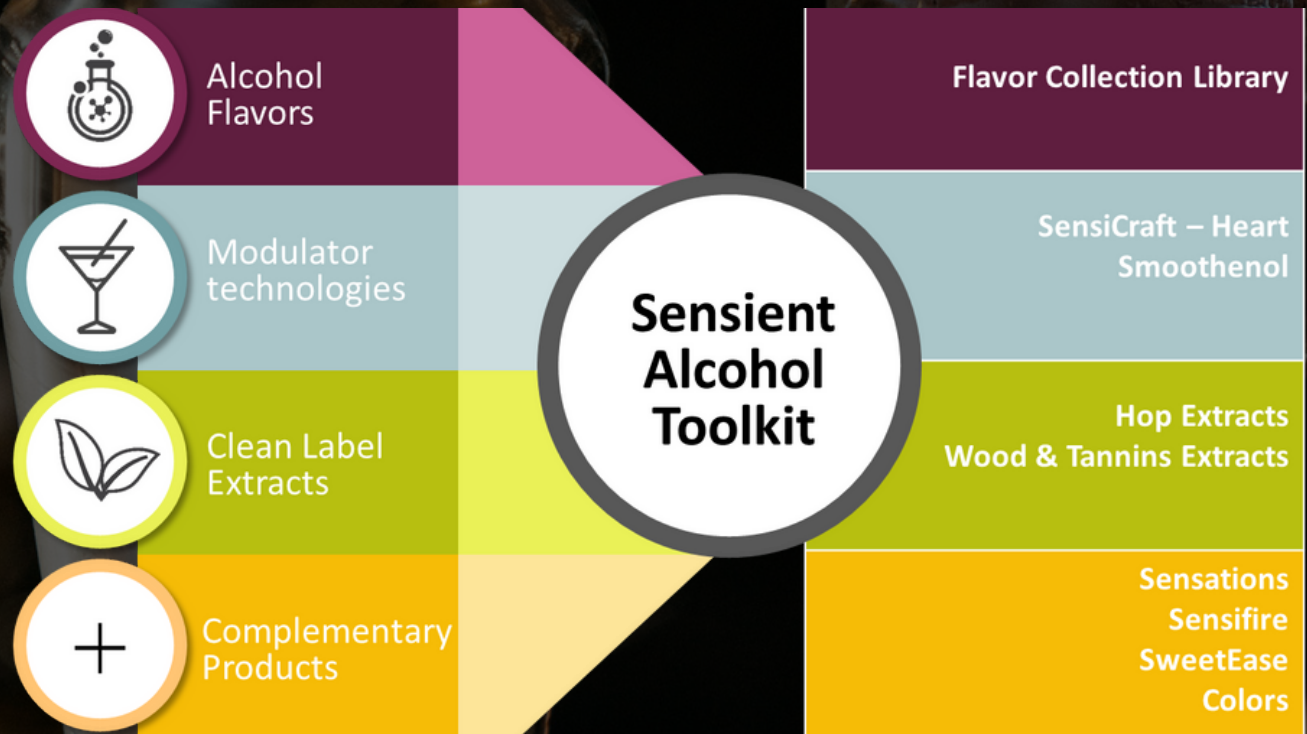 Alcohol
Flavors
Modulator
technologies
Clean Label
Extracts
Complementary
Products
Sensient
Alcohol
Toolkit
Flavor Collection Library
SensiCraft – Heart
Smoothenol
Hop Extracts
Wood & Tannins Extracts
Sensations
Sensifire
SweetEase
Colors